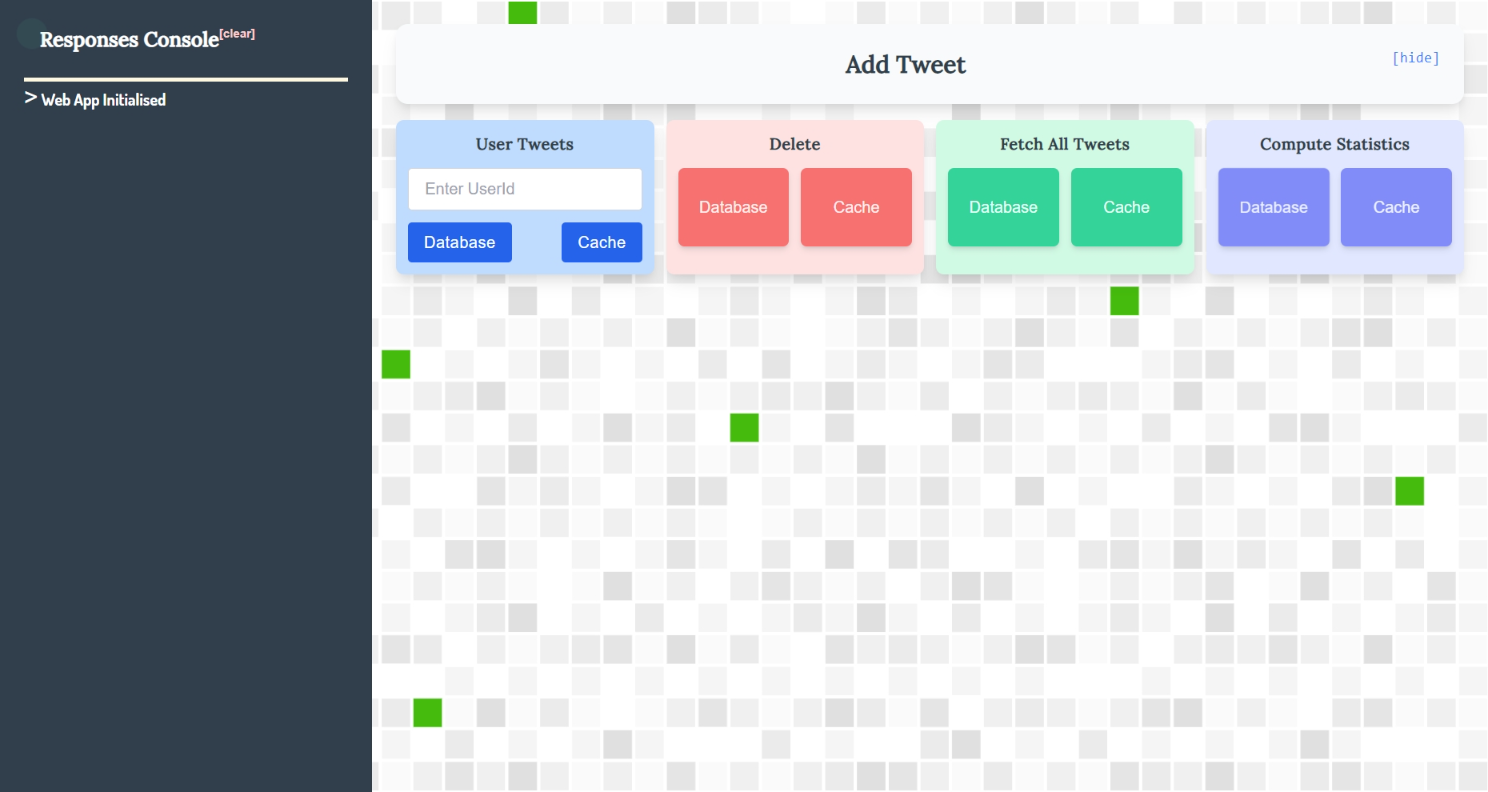 Responses Console[clear]
> Web App Initialised
Add Tweet
[hide]
User Tweets
Enter UserId
Database Cache
Delete
Database Cache
Fetch All Tweets
Database Cache
Compute Statistics
Database Cache